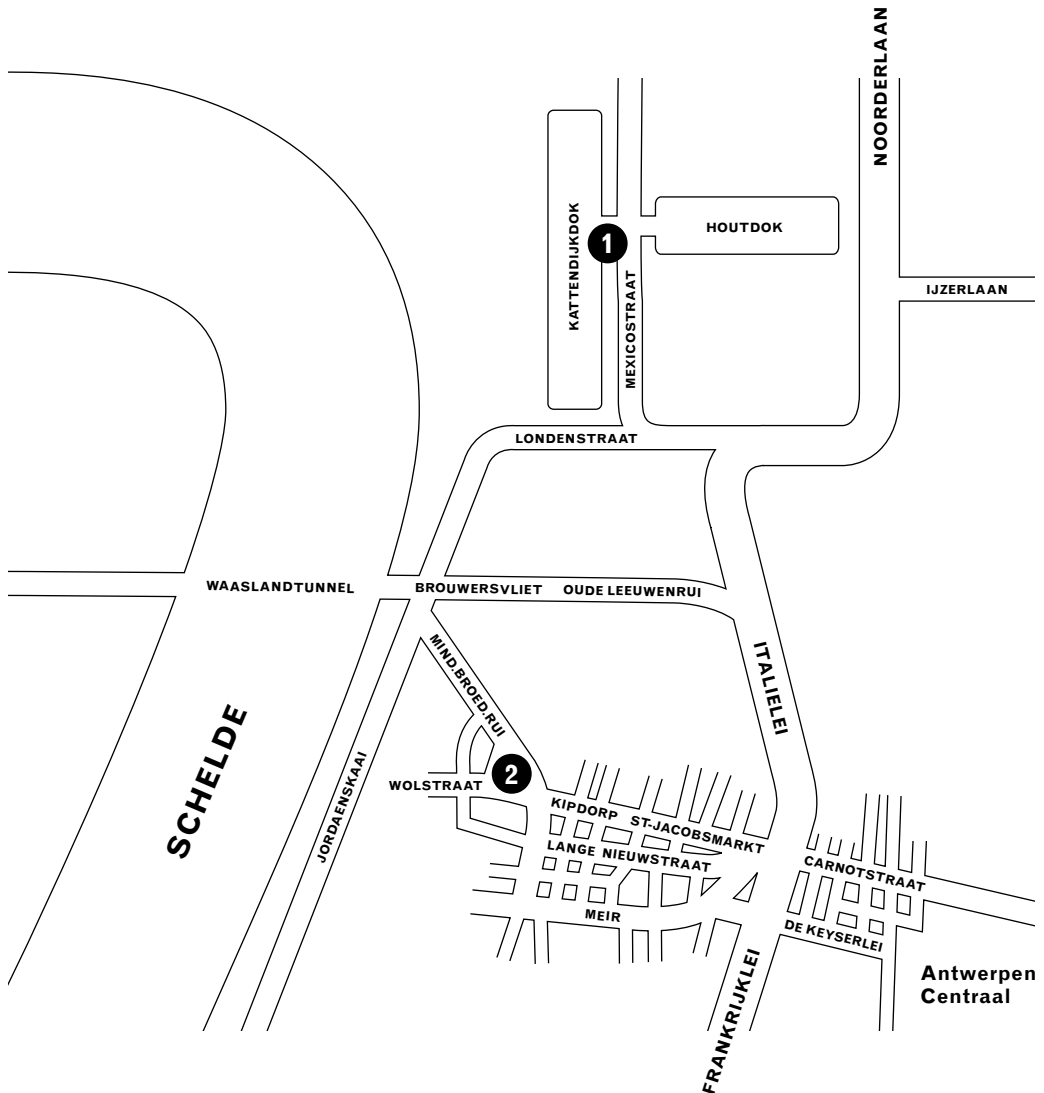 NOORDERLAAN
KATTENDIJKDOK
1
HOUTDOK
MEXICOSTRAAT
IJZERLAAN
LONDENSTRAAT
WAASLANDTUNNEL
BROUWERSVLIET
OUDE LEEUWENRUI
MIND.BROED.RUI
ITALIELEI
SCHELDE
JORDAENSKAAI
2
WOLSTRAAT
KIPDORP
ST-JACOBSMARKT
LANGE NIEUWSTRAAT
CARNOTSTRAAT
MEIR
DE KEYSERLEI
FRANKRIJKLEI
Antwerpen
Centraal